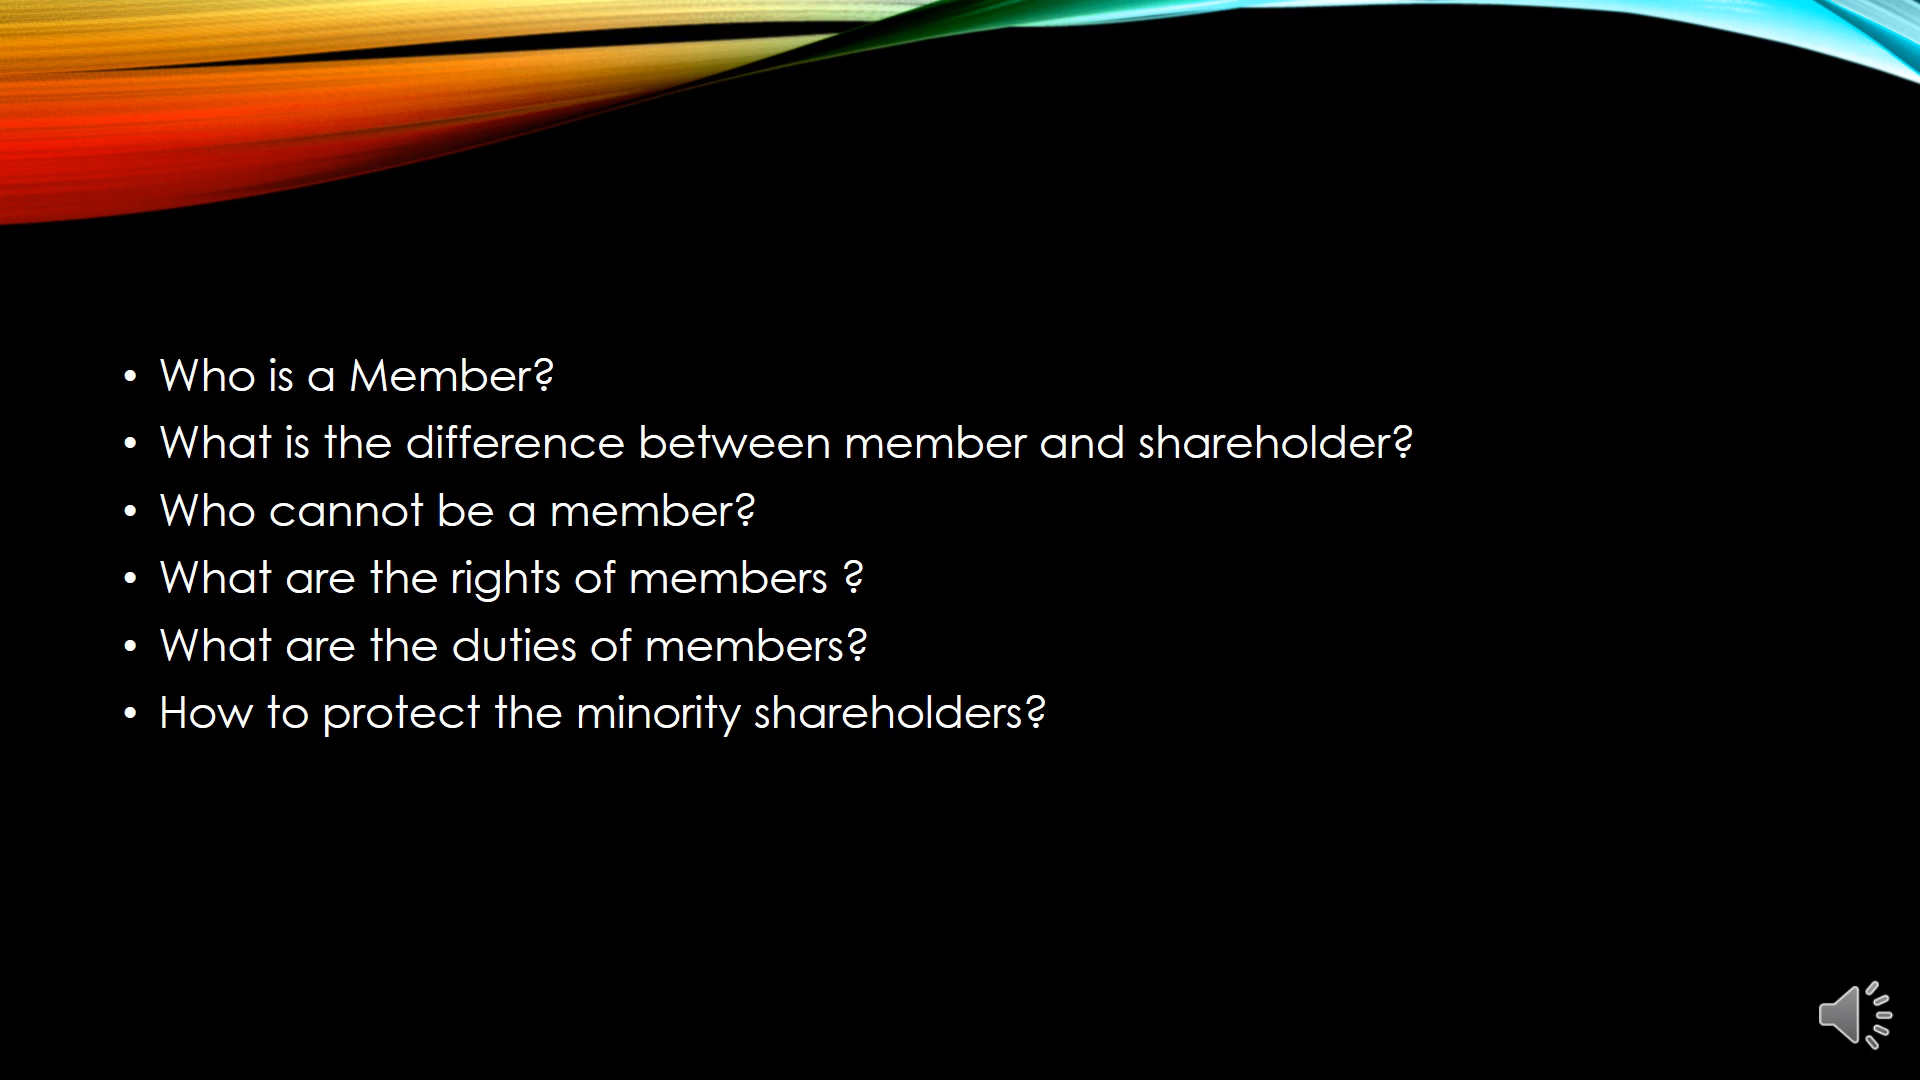 • Who is a Member?
• What is the difference between member and shareholder?
• Who cannot be a member?
• What are the rights of members ?
• What are the duties of members?
• How to protect the minority shareholders?